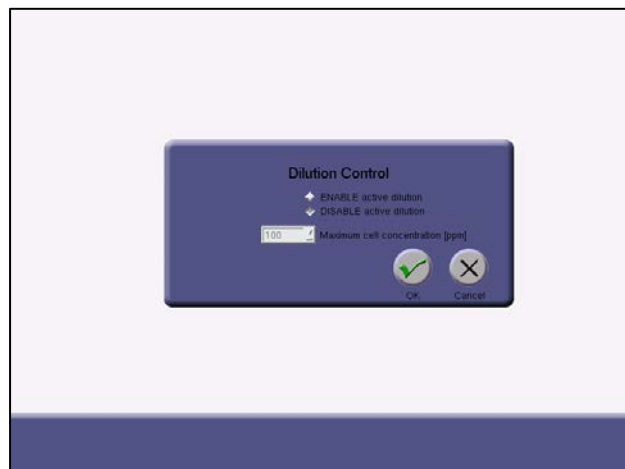 Dilution Control
ENABLE active dilution
DISABLE active dilution
100 Maximum cell concentration [ppm]
OK Cancel